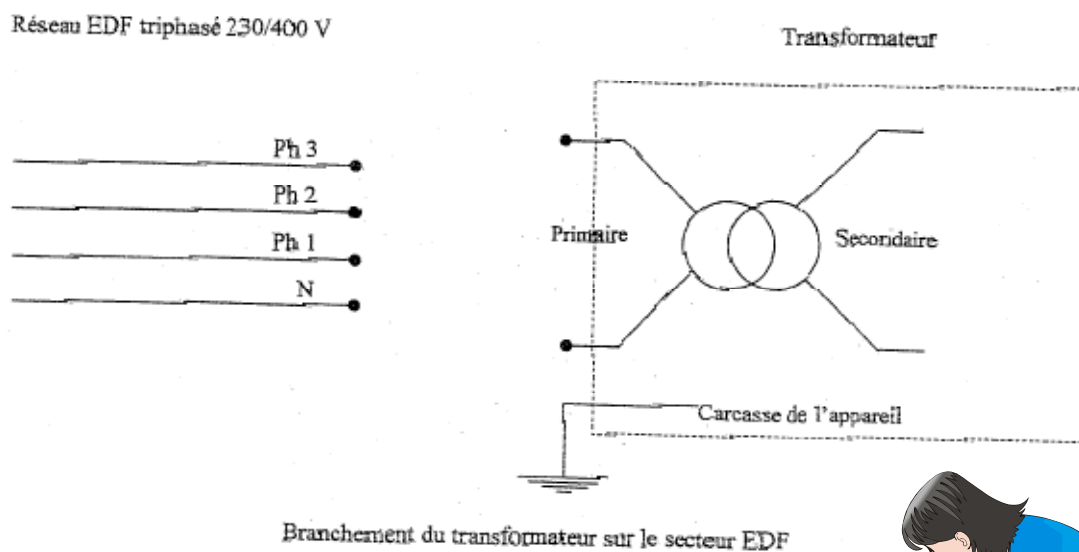 Réseau EDF triphasé 230/400 V
Transformateur
Ph 3
Ph 2
Ph 1
N
Primaire
Secondaire
Carcasse de l'appareil
Branchement du transformateur sur le secteur EDF